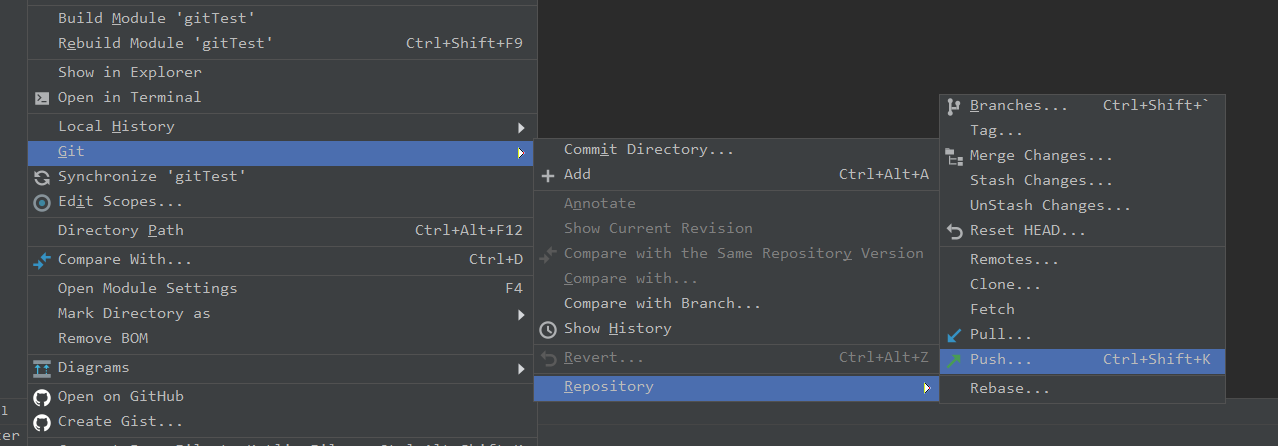 Build Module 'gitTest'
Rebuild Module 'gitTest' Ctrl+Shift+F9
Show in Explorer
Open in Terminal
Local History
Git
Synchronize 'gitTest'
Edit Scopes...
Directory Path Ctrl+Alt+F12
Compare With... Ctrl+D
Open Module Settings F4
Mark Directory as
Remove BOM
Diagrams
Open on GitHub
Create Gist...
Commit Directory...
Add Ctrl+Alt+A
Annotate
Show Current Revision
Compare with the Same Repository Version
Compare with...
Compare with Branch...
Show History
Revert... Ctrl+Alt+Z
Repository
Branches... Ctrl+Shift+`
Tag...
Merge Changes...
Stash Changes...
UnStash Changes...
Reset HEAD...
Remotes...
Clone...
Fetch
Pull...
Push... Ctrl+Shift+K
Rebase...